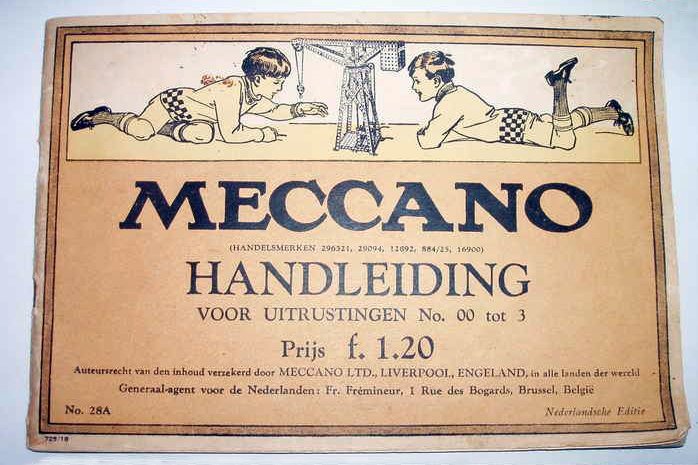 MECCANO
(HANDELSMERKEN 296321, 29094, 12692, 884/25, 16900)
HANDLEIDING
VOOR UITRUSTINGEN No. 00 tot 3
Prijs f. 1.20
Auteursrecht van den inhoud verzekerd door MECCANO LTD., LIVERPOOL, ENGELAND, in alle landen der wereld
Generaal-agent voor de Nederlanden: Fr. Frémineur, 1 Rue des Bogards, Brussel, België
No. 28A
Nederlandsche Editie
728/18